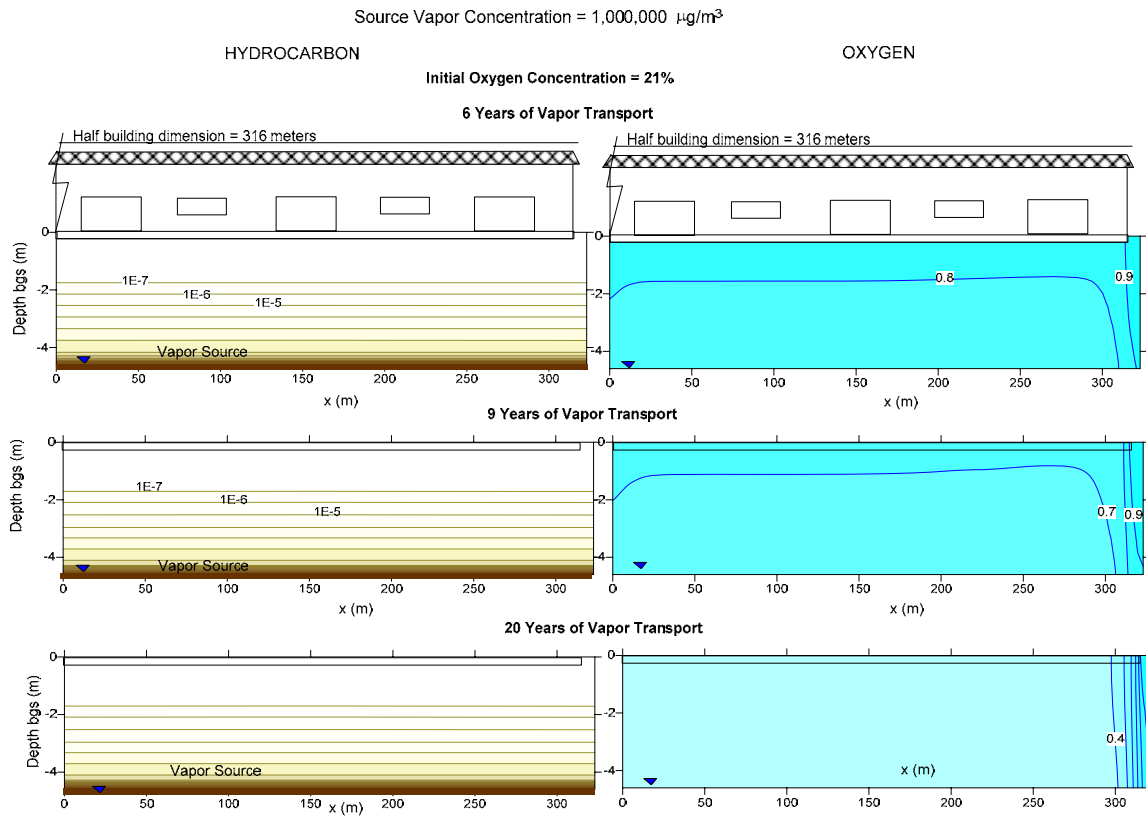 Source Vapor Concentration = 1,000,000 μg/m³
HYDROCARBON
OXYGEN
Initial Oxygen Concentration = 21%
6 Years of Vapor Transport
Half building dimension = 316 meters
Half building dimension = 316 meters
Depth bgs (m)
0
-2
-4
1E-7
1E-6
1E-5
Vapor Source
0 50 100 150 200 250 300
x (m)
0
-2
-4
0.8
0.9
0 50 100 150 200 250 300
x (m)
9 Years of Vapor Transport
Depth bgs (m)
0
-2
-4
1E-7
1E-6
1E-5
Vapor Source
0 50 100 150 200 250 300
x (m)
0
-2
-4
0.7
0.9
0 50 100 150 200 250 300
x (m)
20 Years of Vapor Transport
Depth bgs (m)
0
-2
-4
Vapor Source
0 50 100 150 200 250 300
x (m)
0
-2
-4
0.4
x (m)
0 50 100 150 200 250 300